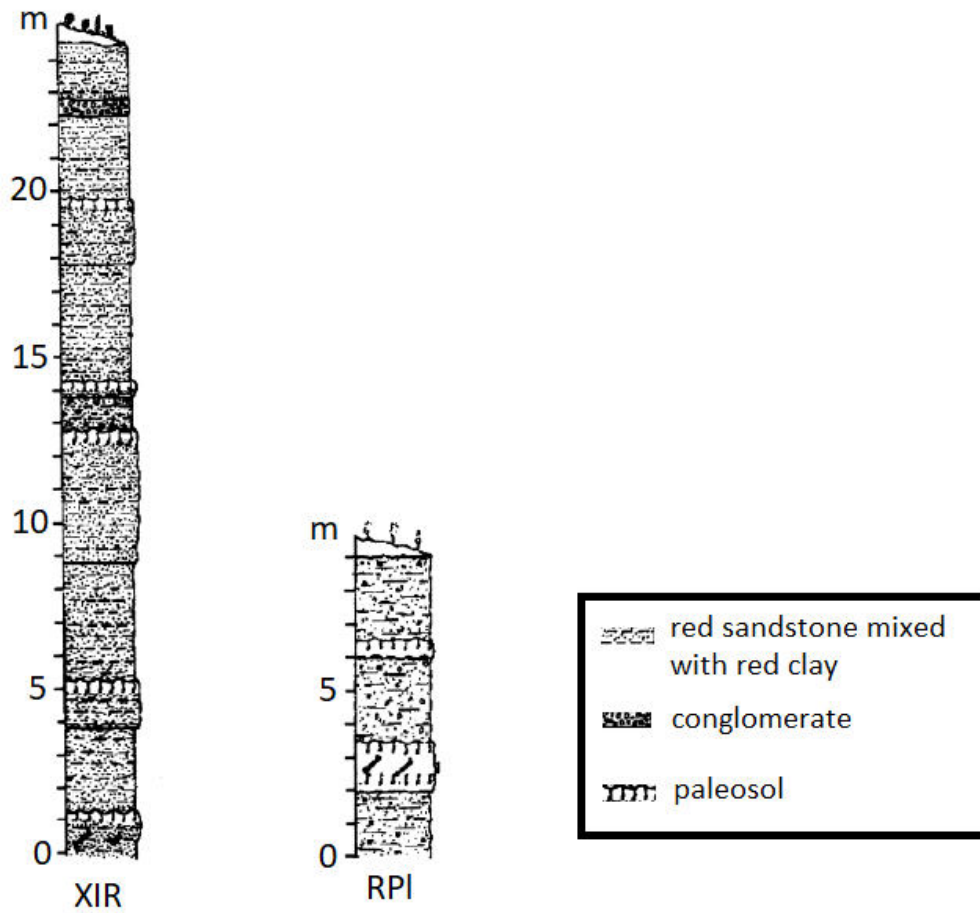 m
20
15
10
5
0
XIR
m
5
0
RPl
red sandstone mixed
with red clay
conglomerate
paleosol